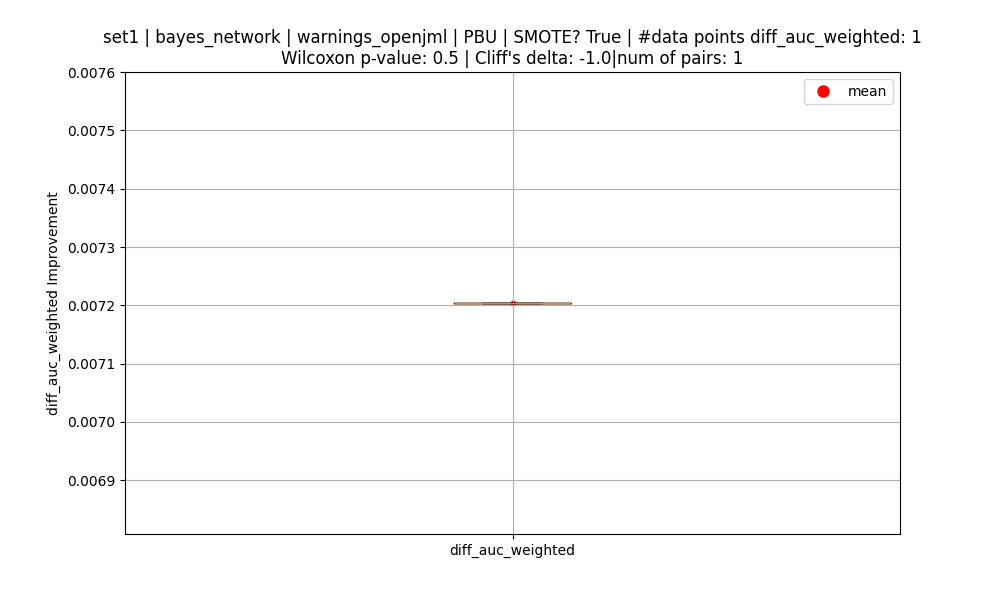 set1 | bayes_network | warnings_openjml | PBU | SMOTE? True | #data points diff_auc_weighted: 1
Wilcoxon p-value: 0.5 | Cliff's delta: -1.0|num of pairs: 1
mean
0.0076
0.0075
0.0074
0.0073
0.0072
0.0071
0.0070
0.0069
diff_auc_weighted Improvement
diff_auc_weighted